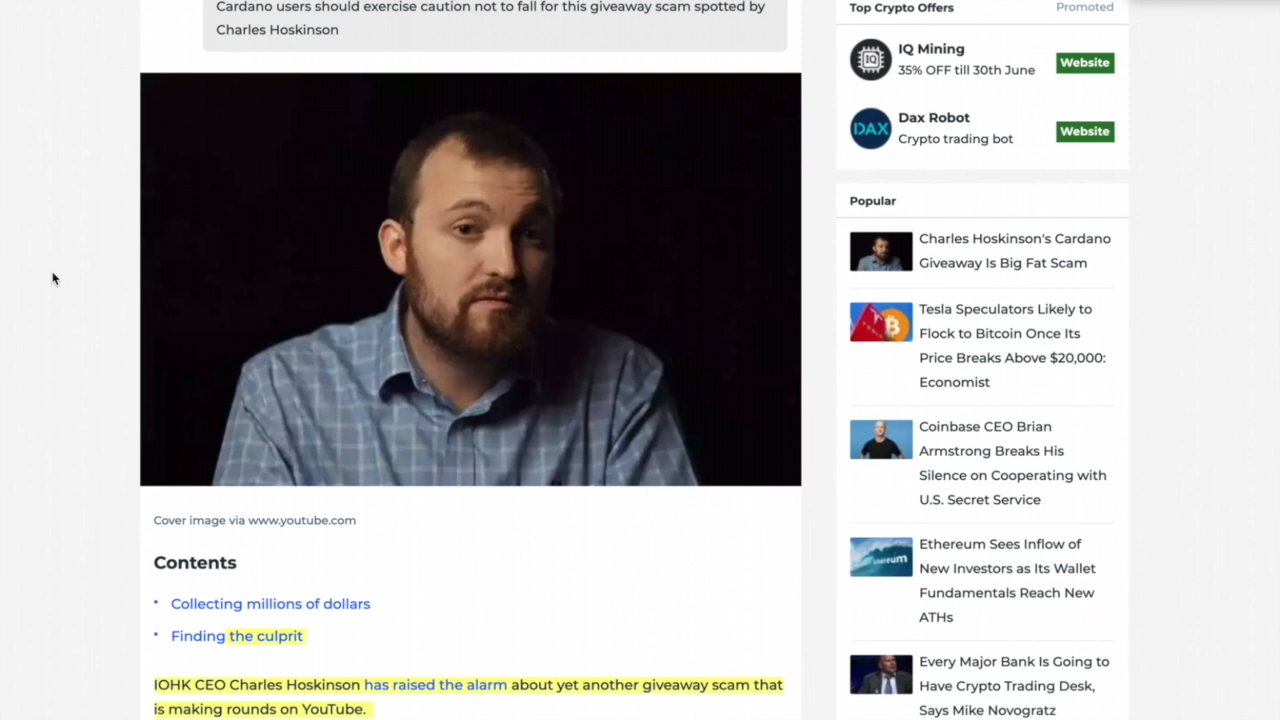 Cardano users should exercise caution not to fall for this giveaway scam spotted by
Charles Hoskinson
Cover image via www.youtube.com
Contents
• Collecting millions of dollars
• Finding the culprit
IOHK CEO Charles Hoskinson has raised the alarm about yet another giveaway scam that
is making rounds on YouTube.
Top Crypto Offers
Promoted
IQ
IQ Mining
35% OFF till 30th June
Website
DAX
Dax Robot
Crypto trading bot
Website
Popular
Charles Hoskinson's Cardano
Giveaway Is Big Fat Scam
Tesla Speculators Likely to
Flock to Bitcoin Once Its
Price Breaks Above $20,000:
Economist
Coinbase CEO Brian
Armstrong Breaks His
Silence on Cooperating with
U.S. Secret Service
Ethereum Sees Inflow of
New Investors as Its Wallet
Fundamentals Reach New
ATHs
Every Major Bank Is Going to
Have Crypto Trading Desk,
Says Mike Novogratz